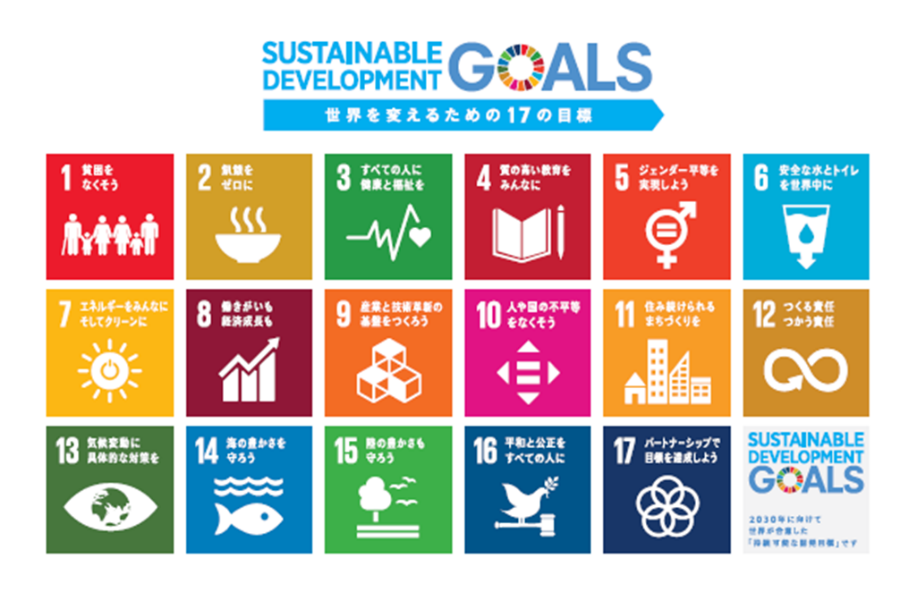 SUSTAINABLE
DEVELOPMENT
GOALS
世界を変えるための17の目標
1 貧困を
なくそう
2 飢餓を
ゼロに
3 すべての人に
健康と福祉を
4 質の高い教育を
みんなに
5 ジェンダー平等を
実現しよう
6 安全な水とトイレ
を世界中に
7 エネルギーをみんなに
そしてクリーンに
8 働きがいも
経済成長も
9 産業と技術革新の
基盤をつくろう
10 人や国の不平等
をなくそう
11 住み続けられる
まちづくりを
12 つくる責任
つかう責任
13 気候変動に
具体的な対策を
14 海の豊かさを
守ろう
15 陸の豊かさも
守ろう
16 平和と公正を
すべての人に
17 パートナーシップで
目標を達成しよう
SUSTAINABLE
DEVELOPMENT
GOALS
2030年に向けて
世界が合意した
「持続可能な開発目標」です